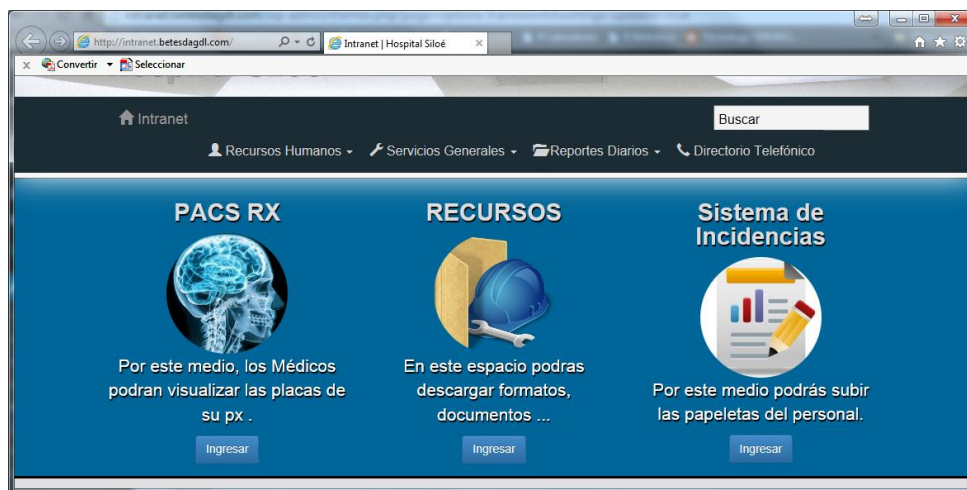 http://intranet.betesdagdl.com/
Intranet | Hospital Siloé
Convertir
Seleccionar
Intranet
Buscar
Recursos Humanos
Servicios Generales
Reportes Diarios
Directorio Telefónico
PACS RX
Por este medio, los Médicos
podran visualizar las placas de
su px .
Ingresar
RECURSOS
En este espacio podras
descargar formatos,
documentos ...
Ingresar
Sistema de
Incidencias
Por este medio podrás subir
las papeletas del personal.
Ingresar